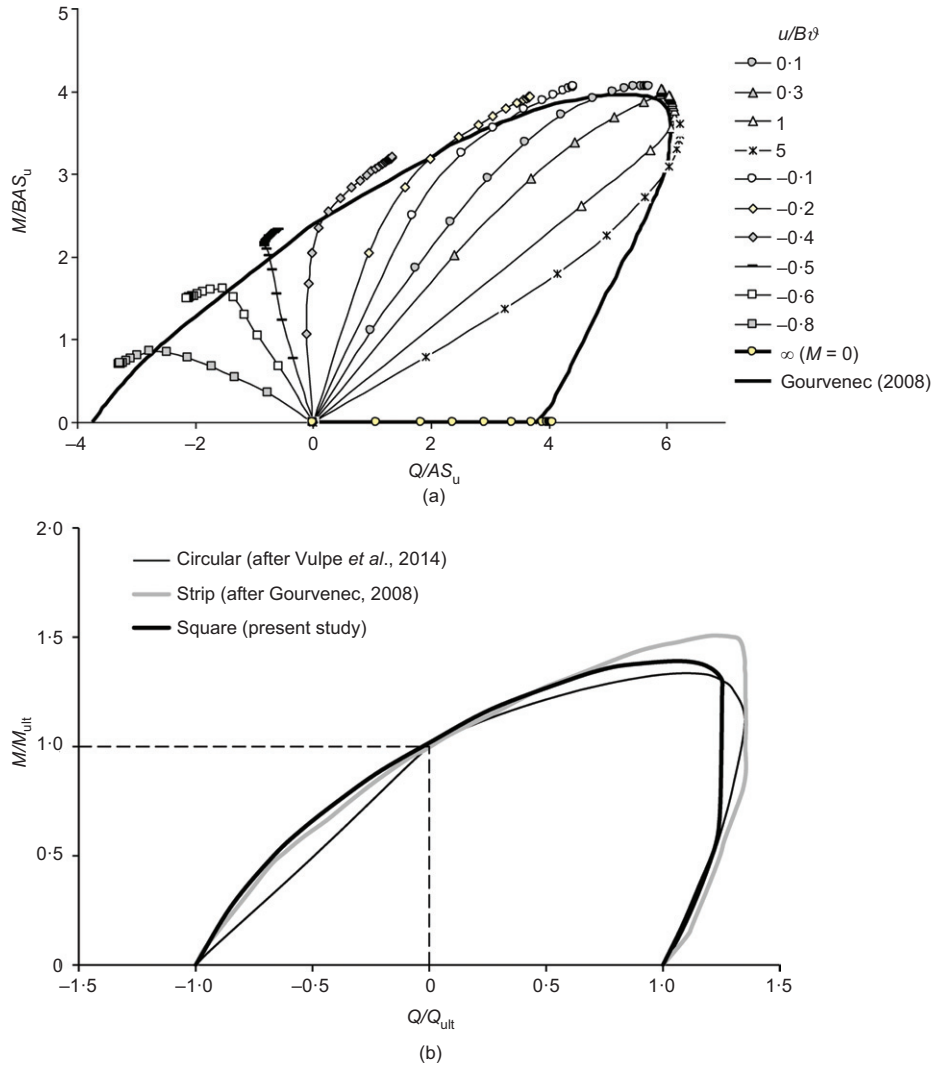 5
4
3
2
1
0
M/BAS_u
–4
–2
0
2
4
6
Q/AS_u
(a)
u/Bϑ
0·1
0·3
1
5
–0·1
–0·2
–0·4
–0·5
–0·6
–0·8
∞ (M = 0)
Gourvenec (2008)
2·0
1·5
1·0
0·5
0
M/M_ult
Circular (after Vulpe et al., 2014)
Strip (after Gourvenec, 2008)
Square (present study)
–1·5
–1·0
–0·5
0
0·5
1·0
1·5
Q/Q_ult
(b)